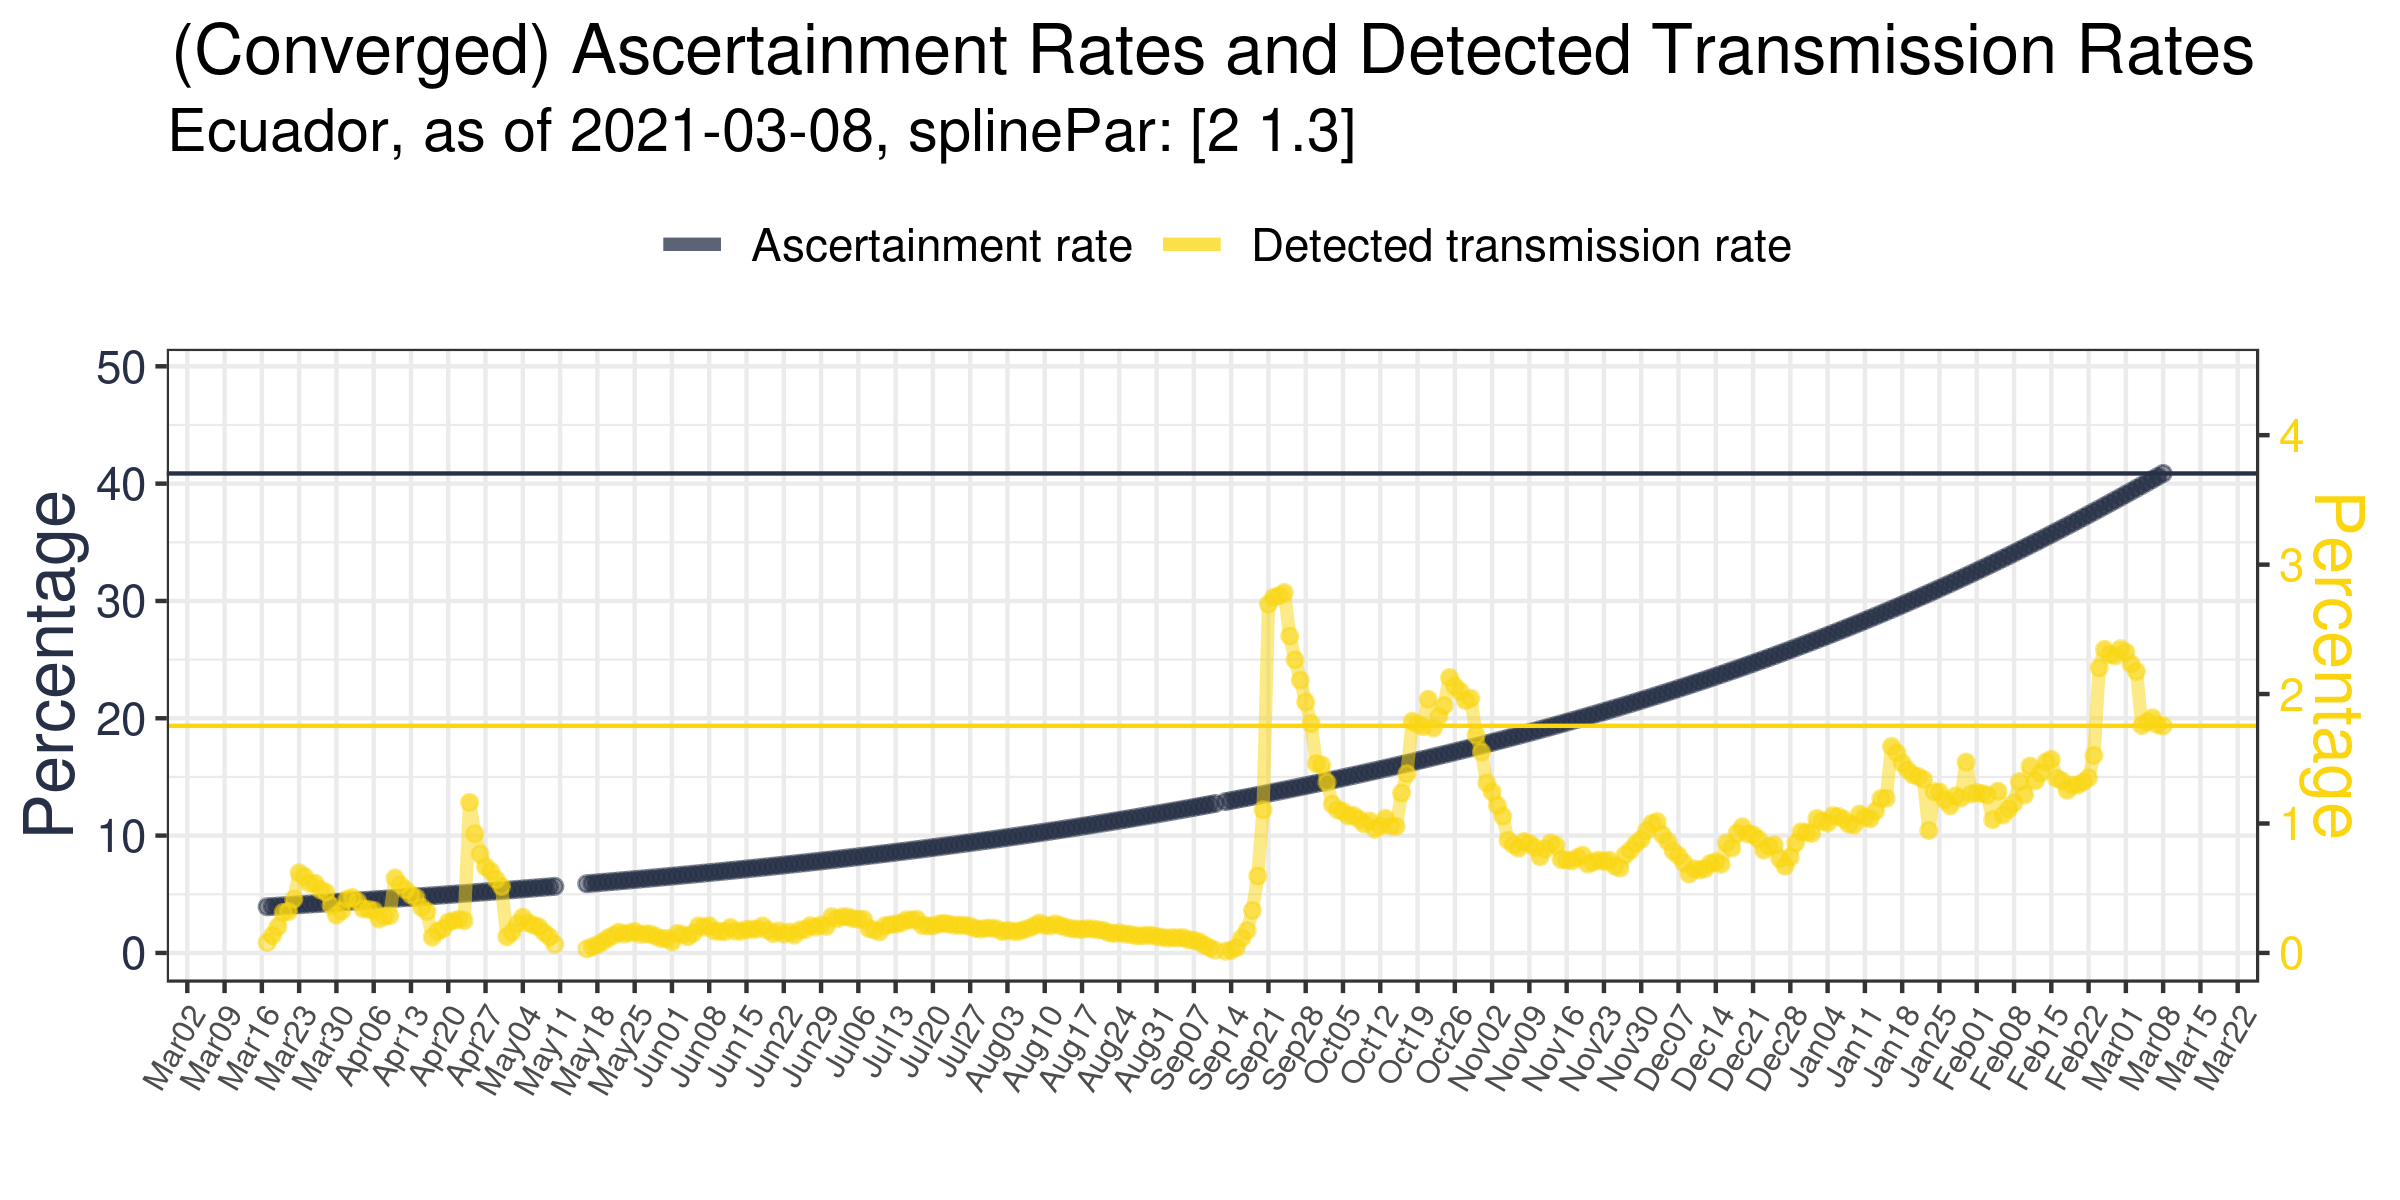 (Converged) Ascertainment Rates and Detected Transmission Rates
Ecuador, as of 2021-03-08, splinePar: [2 1.3]
Ascertainment rate Detected transmission rate
Percentage
50
40
30
20
10
0
4
3
2
1
0
Percentage
Mar02 Mar09 Mar16 Mar23 Mar30 Apr06 Apr13 Apr20 Apr27 May04 May11 May18 May25 Jun01 Jun08 Jun15 Jun22 Jun29 Jul06 Jul13 Jul20 Jul27 Aug03 Aug10 Aug17 Aug24 Aug31 Sep07 Sep14 Sep21 Sep28 Oct05 Oct12 Oct19 Oct26 Nov02 Nov09 Nov16 Nov23 Nov30 Dec07 Dec14 Dec21 Dec28 Jan04 Jan11 Jan18 Jan25 Feb01 Feb08 Feb15 Feb22 Mar01 Mar08 Mar15 Mar22